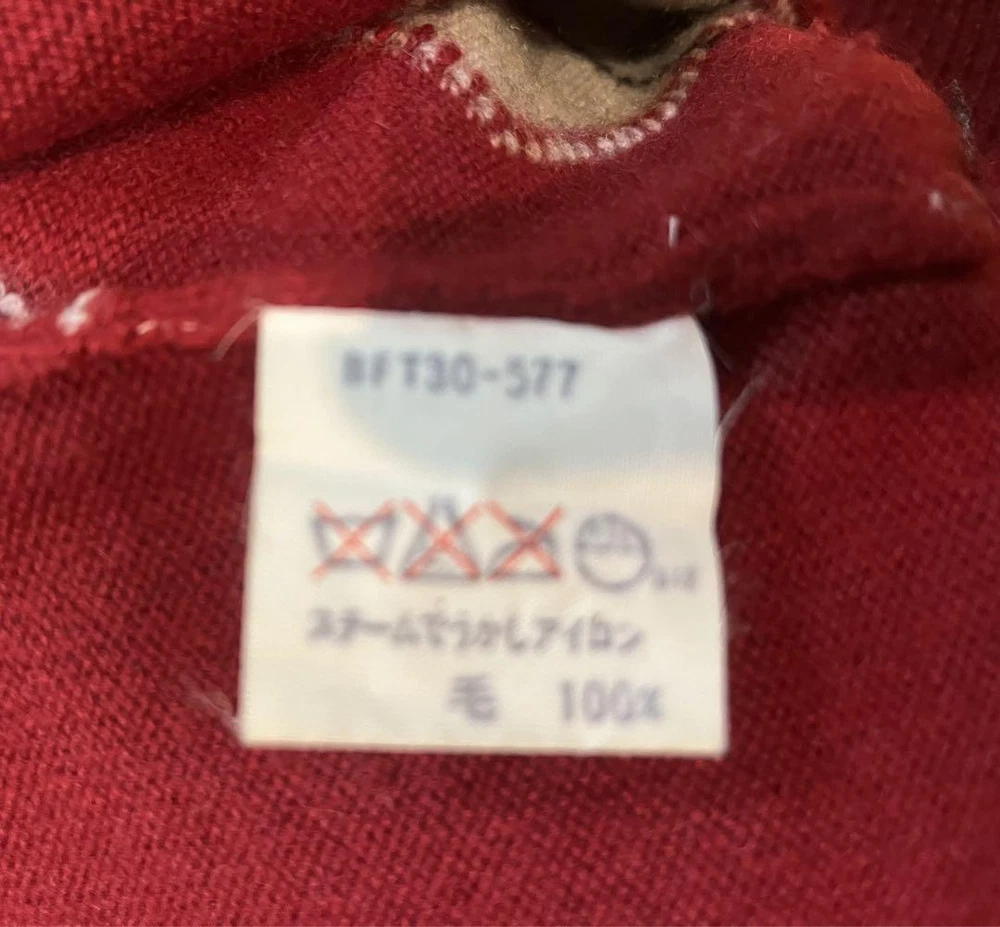 BFT30-577
スチームでうかしアイロン
毛 100%